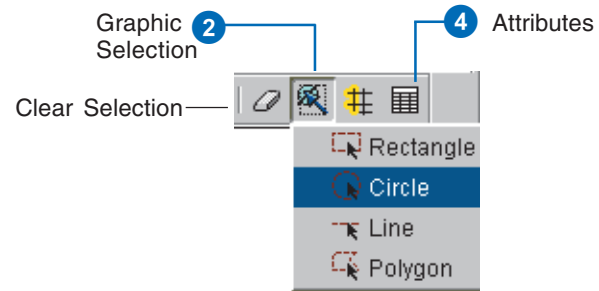 Graphic
Selection
2
4
Attributes
Clear Selection
Rectangle
Circle
Line
Polygon